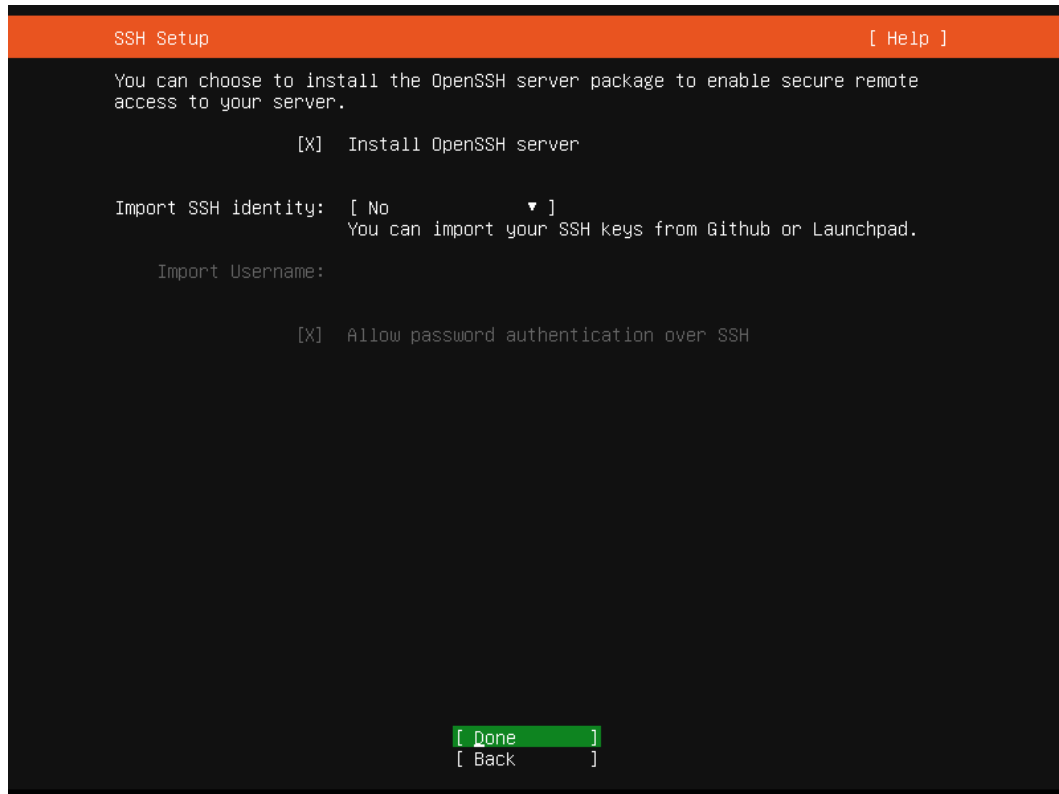 SSH Setup [ Help ]
You can choose to install the OpenSSH server package to enable secure remote
access to your server.
[X] Install OpenSSH server
Import SSH identity: [ No ▼ ]
You can import your SSH keys from Github or Launchpad.
Import Username:
[X] Allow password authentication over SSH
[ Done ]
[ Back ]